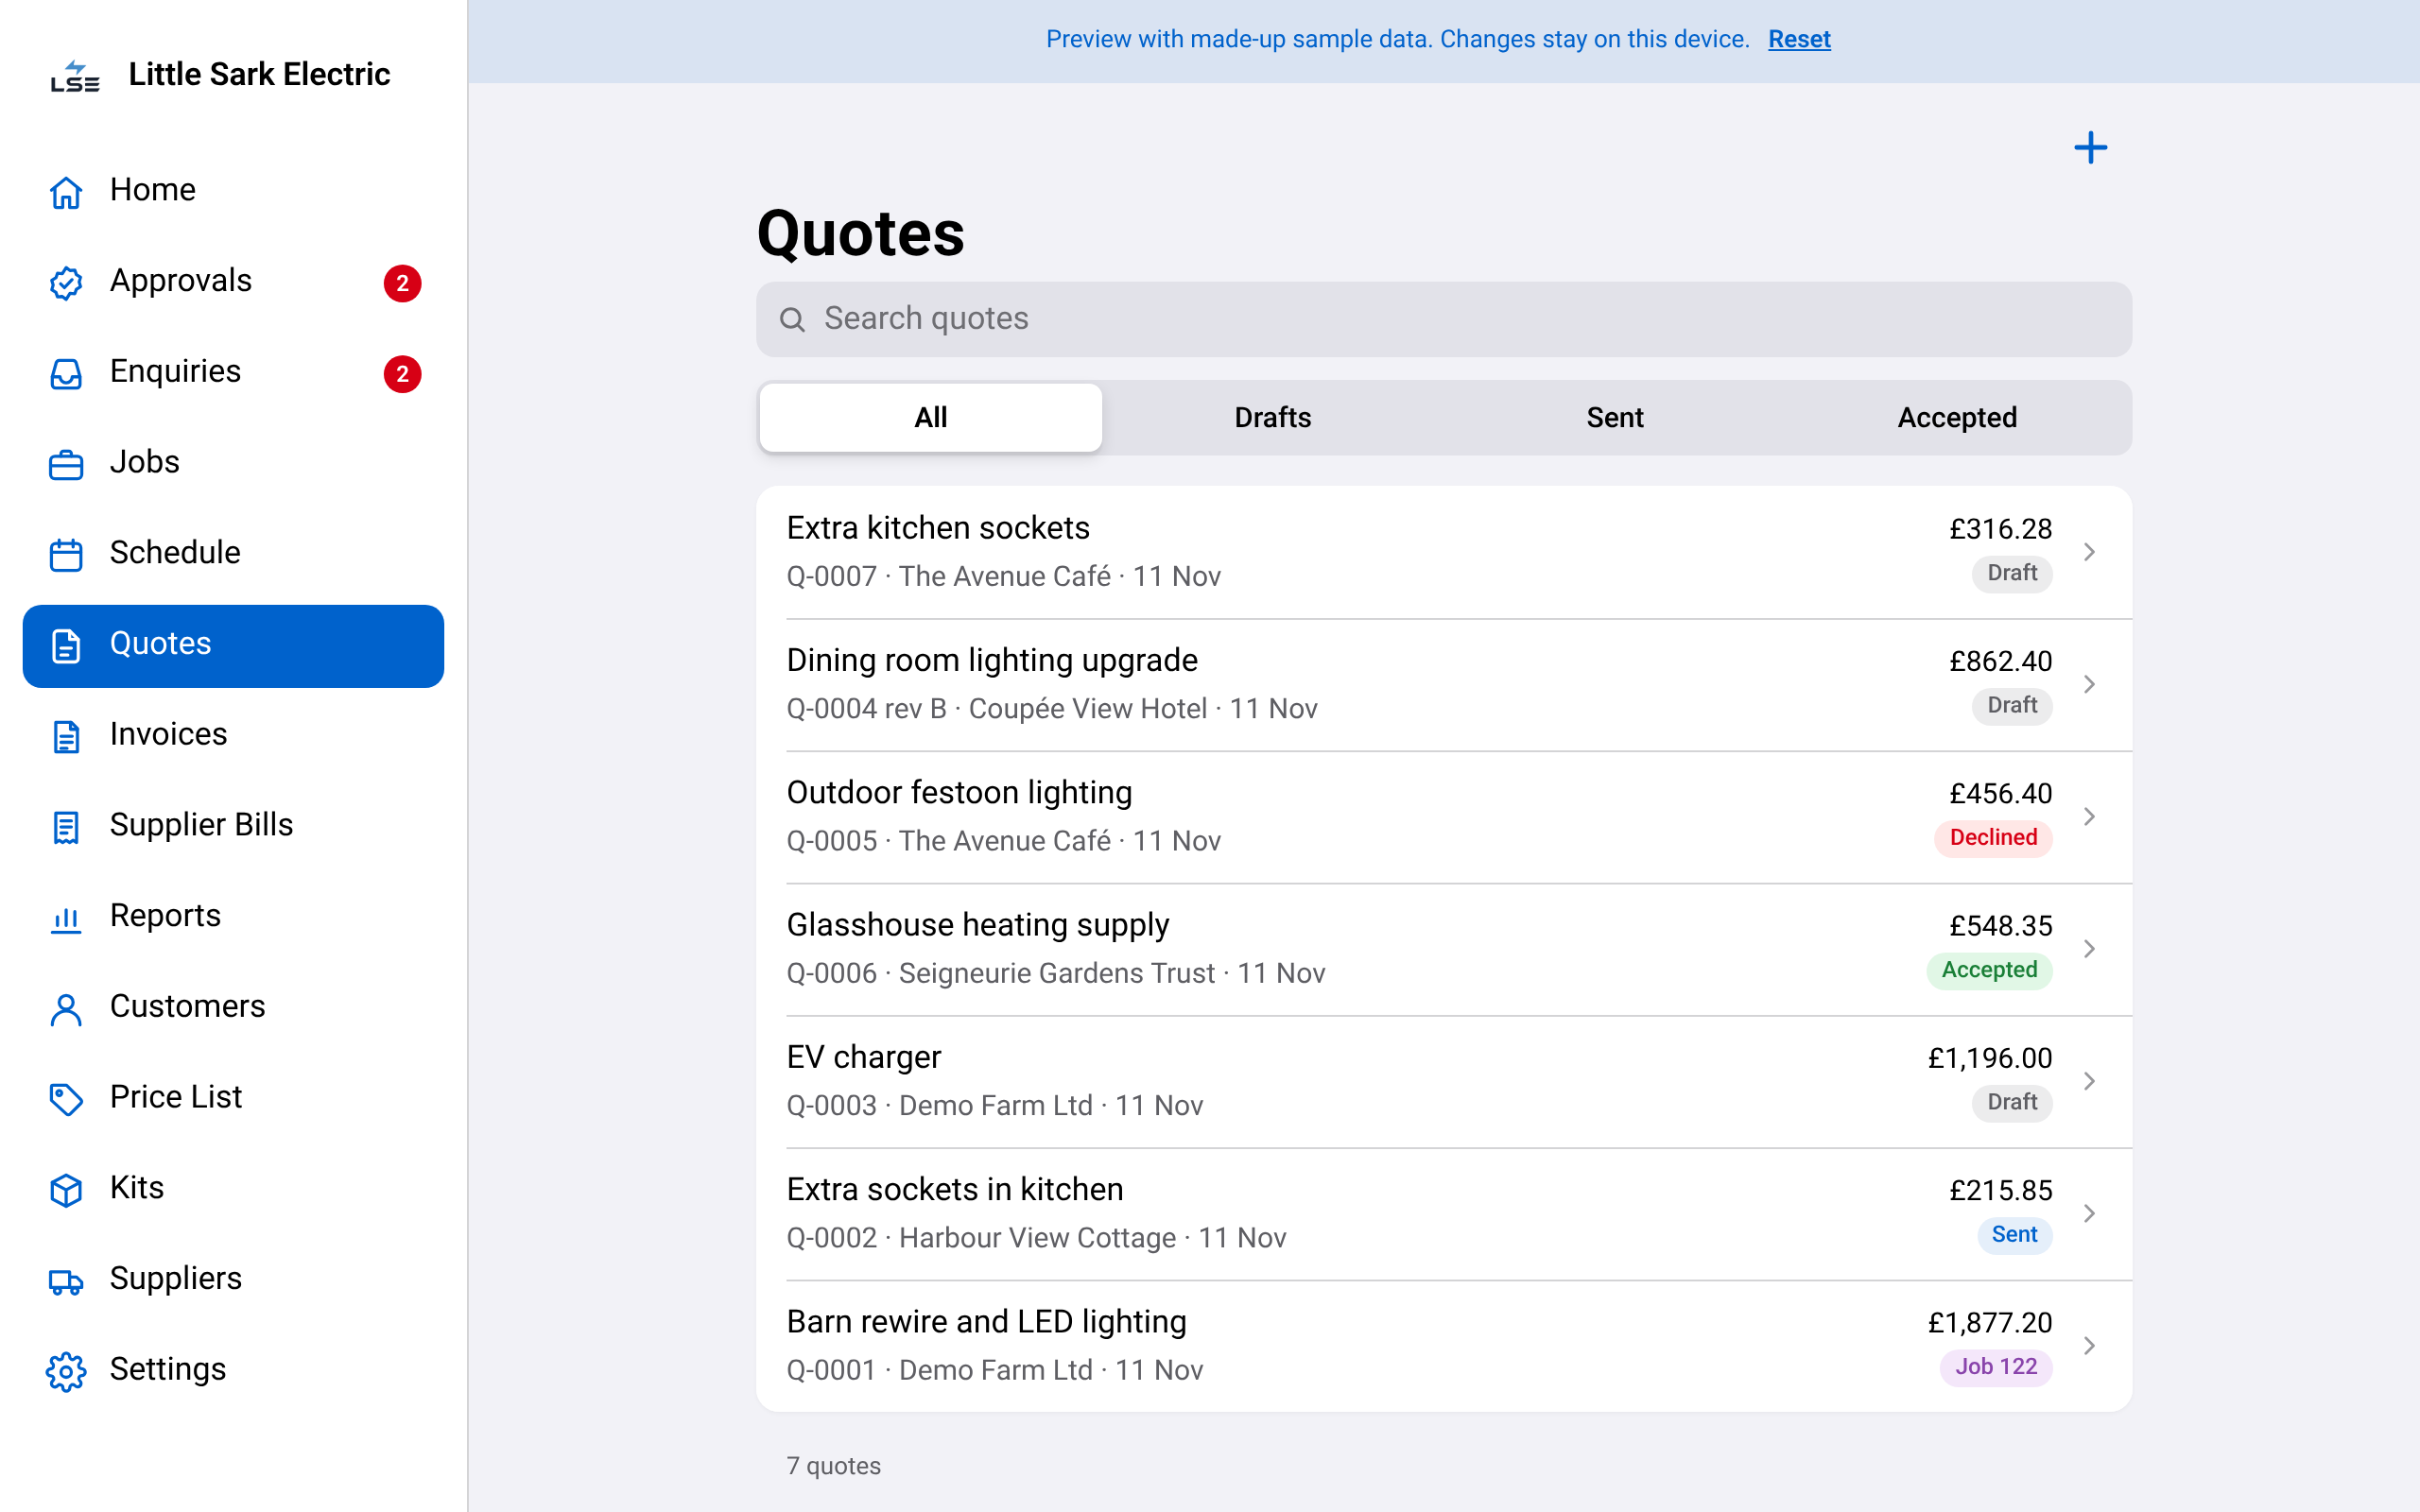 Preview with made-up sample data. Changes stay on this device. Reset
LSE Little Sark Electric
Home
Approvals 2
Enquiries 2
Jobs
Schedule
Quotes
Invoices
Supplier Bills
Reports
Customers
Price List
Kits
Suppliers
Settings
Quotes
Search quotes
All Drafts Sent Accepted
Extra kitchen sockets £316.28
Q-0007 · The Avenue Café · 11 Nov Draft
Dining room lighting upgrade £862.40
Q-0004 rev B · Coupée View Hotel · 11 Nov Draft
Outdoor festoon lighting £456.40
Q-0005 · The Avenue Café · 11 Nov Declined
Glasshouse heating supply £548.35
Q-0006 · Seigneurie Gardens Trust · 11 Nov Accepted
EV charger £1,196.00
Q-0003 · Demo Farm Ltd · 11 Nov Draft
Extra sockets in kitchen £215.85
Q-0002 · Harbour View Cottage · 11 Nov Sent
Barn rewire and LED lighting £1,877.20
Q-0001 · Demo Farm Ltd · 11 Nov Job 122
7 quotes